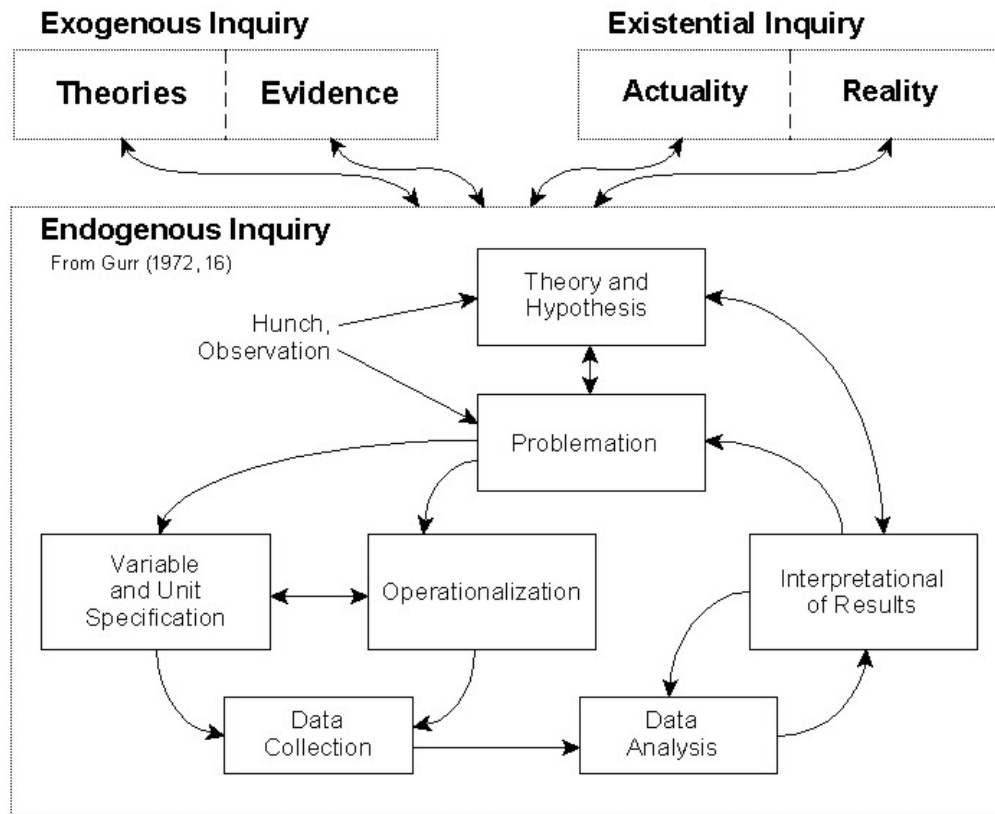 Exogenous Inquiry
Existential Inquiry
Theories
Evidence
Actuality
Reality
Endogenous Inquiry
From Gurr (1972, 16)
Theory and
Hypothesis
Hunch,
Observation
Problemation
Variable
and Unit
Specification
Operationalization
Interpretational
of Results
Data
Collection
Data
Analysis